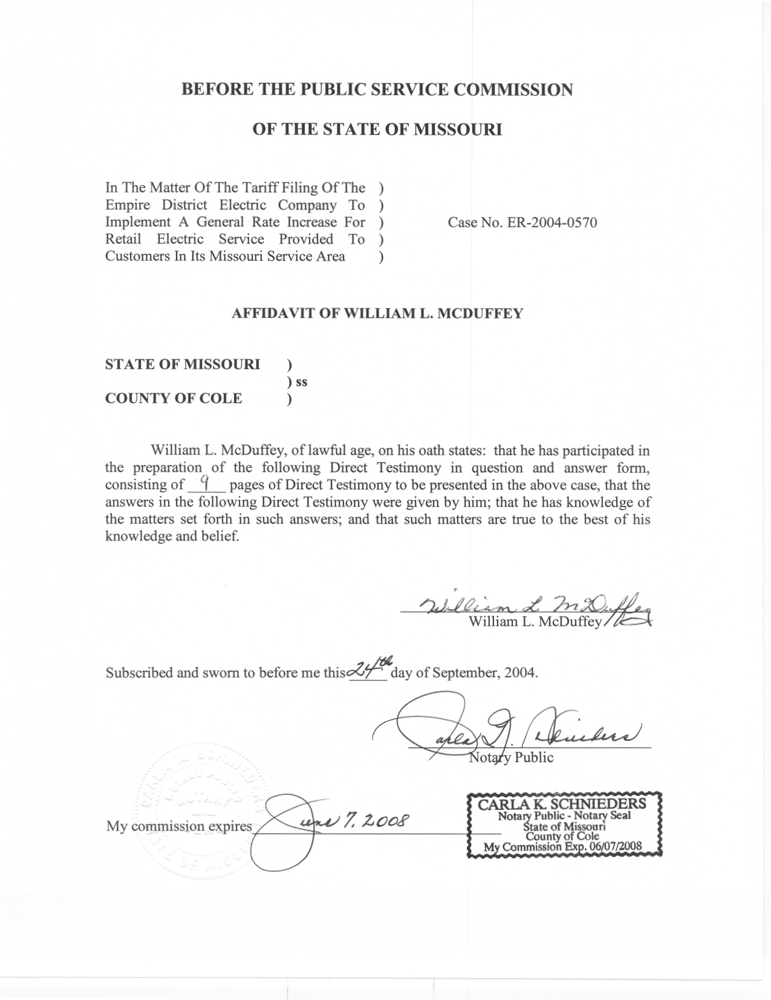 BEFORE THE PUBLIC SERVICE COMMISSION
OF THE STATE OF MISSOURI
In The Matter Of The Tariff Filing Of The )
Empire District Electric Company To )
Implement A General Rate Increase For ) Case No. ER-2004-0570
Retail Electric Service Provided To )
Customers In Its Missouri Service Area )
AFFIDAVIT OF WILLIAM L. MCDUFFEY
STATE OF MISSOURI )
) ss
COUNTY OF COLE )
William L. McDuffey, of lawful age, on his oath states: that he has participated in
the preparation of the following Direct Testimony in question and answer form,
consisting of 9 pages of Direct Testimony to be presented in the above case, that the
answers in the following Direct Testimony were given by him; that he has knowledge of
the matters set forth in such answers; and that such matters are true to the best of his
knowledge and belief.
William L McDuffey
William L. McDuffey
Subscribed and sworn to before me this 24th day of September, 2004.
Carla K. Schnieders
Notary Public
CARLA K. SCHNIEDERS
NOTARY PUBLIC
NOTARY
SEAL
STATE OF MISSOURI
My commission expires June 7, 2008
CARLA K. SCHNIEDERS
Notary Public - Notary Seal
State of Missouri
County of Cole
My Commission Exp. 06/07/2008